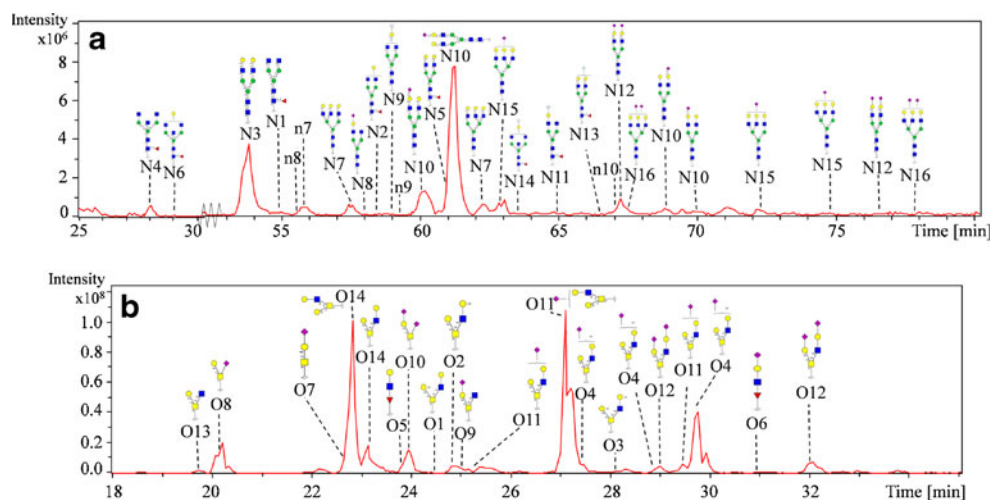 Intensity
x10⁶
a
8
6
4
2
0
N4
N6
N3
N1
n8
n7
N7
N8
N2
N9
n9
N10
N5
N10
N7
N15
N14
N11
N13
n10
N12
N16
N10
N10
N15
N15
N12
N16
25
30
60
65
70
75
Time [min]
Intensity
x10⁸
b
1.0
0.8
0.6
0.4
0.2
0.0
O13
O8
O7
O14
O14
O5
O10
O1
O2
O9
O11
O11
O4
O3
O4
O12
O11
O4
O6
O12
18
20
22
24
26
28
30
32
Time [min]